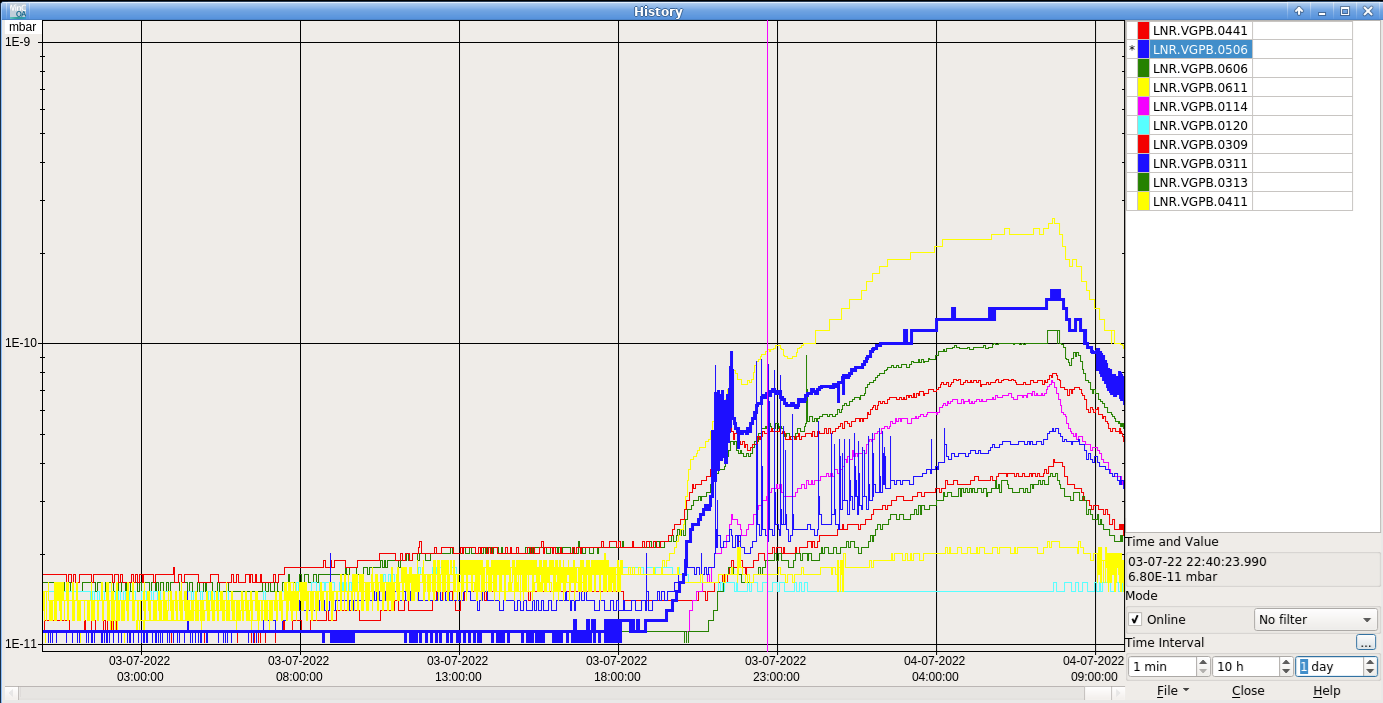 History
mbar
1E-9
1E-10
1E-11
03-07-2022 03-07-2022 03-07-2022 03-07-2022 03-07-2022 04-07-2022 04-07-2022
03:00:00 08:00:00 13:00:00 18:00:00 23:00:00 04:00:00 09:00:00
LNR.VGPB.0441
* LNR.VGPB.0506
LNR.VGPB.0606
LNR.VGPB.0611
LNR.VGPB.0114
LNR.VGPB.0120
LNR.VGPB.0309
LNR.VGPB.0311
LNR.VGPB.0313
LNR.VGPB.0411
Time and Value
03-07-22 22:40:23.990
6.80E-11 mbar
Mode
Online No filter
Time Interval ...
1 min 10 h 1 day
File Close Help